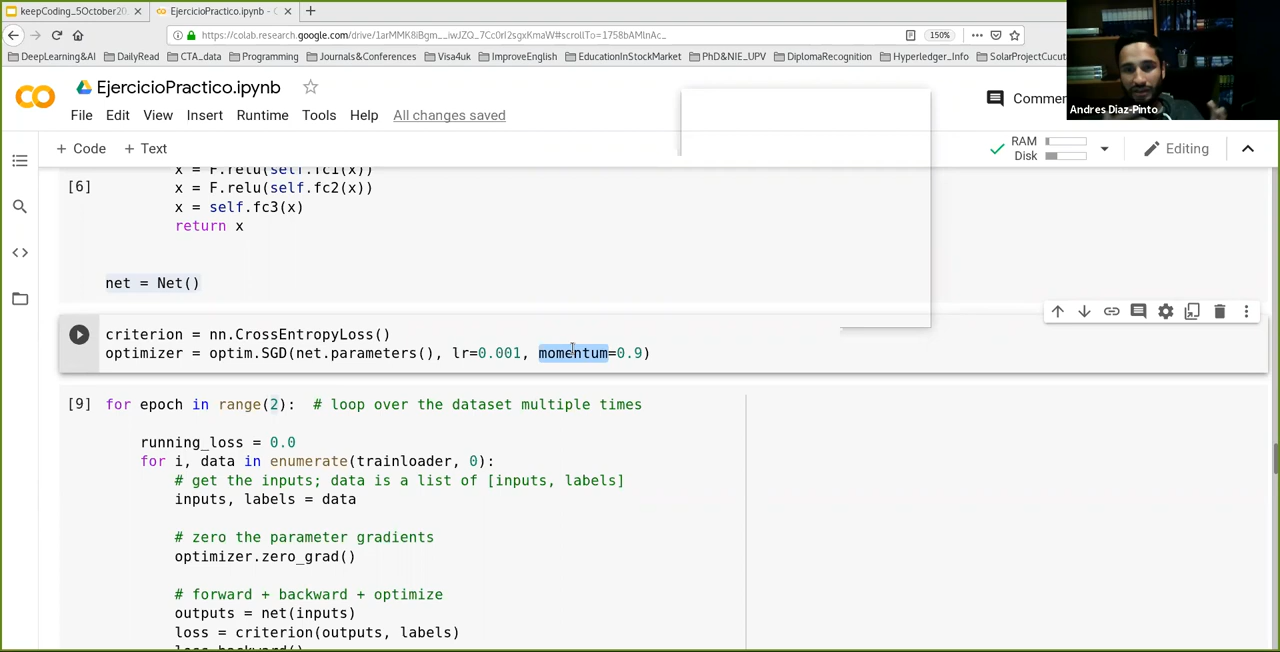 keepCoding_5October20
EjercicioPractico.ipynb - C
https://colab.research.google.com/drive/1arMMK8iBgm__iwJZQ_7Cc0rI2sgxKmaW#scrollTo=1758bAMlnAc_
150%
DeepLearning&AI DailyRead CTA_data Programming Journals&Conferences Visa4uk ImproveEnglish EducationInStockMarket PhD&NIE_UPV DiplomaRecognition Hyperledger_Info SolarProjectCucut
Andres Diaz-Pinto
EjercicioPractico.ipynb
Commen
File Edit View Insert Runtime Tools Help All changes saved
+ Code + Text
RAM
Disk
Editing
x = F.relu(self.fc1(x))
[6] x = F.relu(self.fc2(x))
x = self.fc3(x)
return x
net = Net()
criterion = nn.CrossEntropyLoss()
optimizer = optim.SGD(net.parameters(), lr=0.001, momentum=0.9)
[9] for epoch in range(2):  # loop over the dataset multiple times
running_loss = 0.0
for i, data in enumerate(trainloader, 0):
# get the inputs; data is a list of [inputs, labels]
inputs, labels = data
# zero the parameter gradients
optimizer.zero_grad()
# forward + backward + optimize
outputs = net(inputs)
loss = criterion(outputs, labels)
loss.backward()